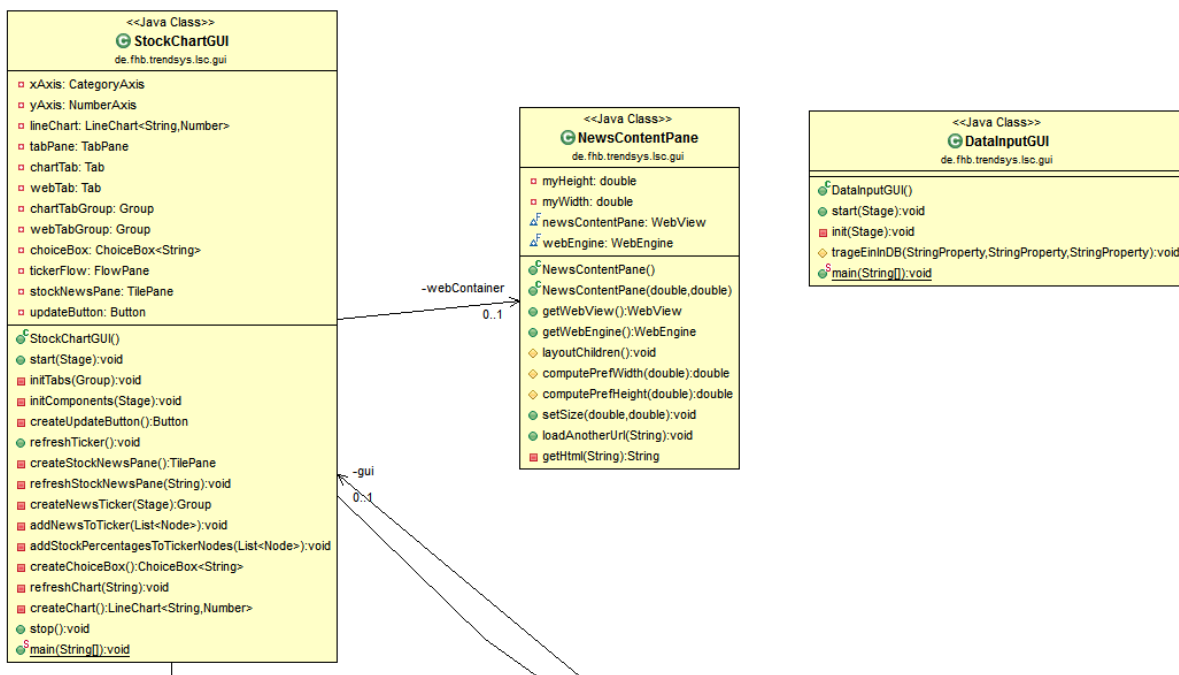 <<Java Class>>
StockChartGUI
de.fhb.trendsys.lsc.gui
xAxis: CategoryAxis
yAxis: NumberAxis
lineChart: LineChart<String,Number>
tabPane: TabPane
chartTab: Tab
webTab: Tab
chartTabGroup: Group
webTabGroup: Group
choiceBox: ChoiceBox<String>
tickerFlow: FlowPane
stockNewsPane: TilePane
updateButton: Button
StockChartGUI()
start(Stage):void
initTabs(Group):void
initComponents(Stage):void
createUpdateButton():Button
refreshTicker():void
createStockNewsPane():TilePane
refreshStockNewsPane(String):void
createNewsTicker(Stage):Group
addNewsToTicker(List<Node>):void
addStockPercentagesToTickerNodes(List<Node>):void
createChoiceBox():ChoiceBox<String>
refreshChart(String):void
createChart():LineChart<String,Number>
stop():void
main(String[]):void
-webContainer
0..1
-gui
0..1
<<Java Class>>
NewsContentPane
de.fhb.trendsys.lsc.gui
myHeight: double
myWidth: double
newsContentPane: WebView
webEngine: WebEngine
NewsContentPane()
NewsContentPane(double,double)
getWebView():WebView
getWebEngine():WebEngine
layoutChildren():void
computePrefWidth(double):double
computePrefHeight(double):double
setSize(double,double):void
loadAnotherUrl(String):void
getHtml(String):String
<<Java Class>>
DataInputGUI
de.fhb.trendsys.lsc.gui
DataInputGUI()
start(Stage):void
init(Stage):void
trageEinInDB(StringProperty,StringProperty,StringProperty):void
main(String[]):void